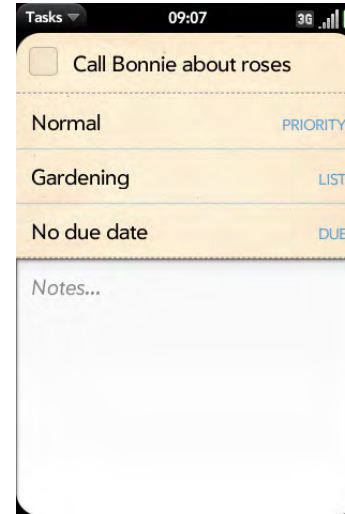 Tasks 09:07 3G
Call Bonnie about roses
Normal PRIORITY
Gardening LIST
No due date DUE
Notes...